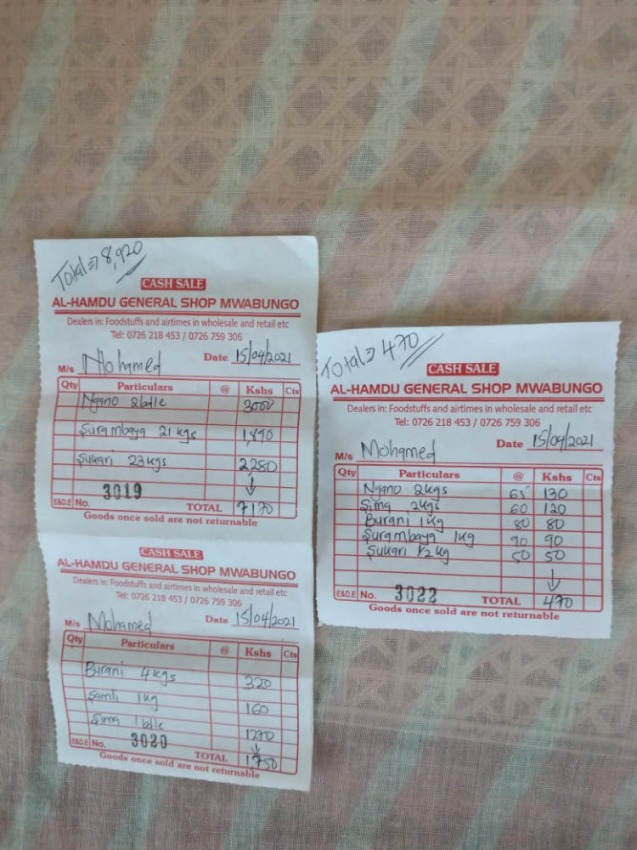 Total => 8,920
CASH SALE
AL-HAMDU GENERAL SHOP MWABUNGO
Dealers in: Foodstuffs and airtimes in wholesale and retail etc
Tel: 0726 218 453 / 0726 759 306
M/s Mohamed Date 15/04/2021
Qty Particulars @ Kshs Cts
Ngano 2bdle 3000
Surambaya 21kgs 1,890
Sukari 23kgs 2,280
E&O.E No. 3019 TOTAL 7170
Goods once sold are not returnable
CASH SALE
AL-HAMDU GENERAL SHOP MWABUNGO
Dealers in: Foodstuffs and airtimes in wholesale and retail etc
Tel: 0726 218 453 / 0726 759 306
M/s Mohamed Date 15/04/2021
Qty Particulars @ Kshs Cts
Burani 4kgs 320
Samli 1kg 160
Sima 1bdle 1270
E&O.E No. 3020 TOTAL 1,750
Goods once sold are not returnable
Total => 470
CASH SALE
AL-HAMDU GENERAL SHOP MWABUNGO
Dealers in: Foodstuffs and airtimes in wholesale and retail etc
Tel: 0726 218 453 / 0726 759 306
M/s Mohamed Date 15/04/2021
Qty Particulars @ Kshs Cts
Ngano 2kgs 65 130
Sima 2kgs 60 120
Burani 1kg 80 80
Surambaya 1kg 90 90
Sukari 1/2kg 50 50
E&O.E No. 3022 TOTAL 470
Goods once sold are not returnable